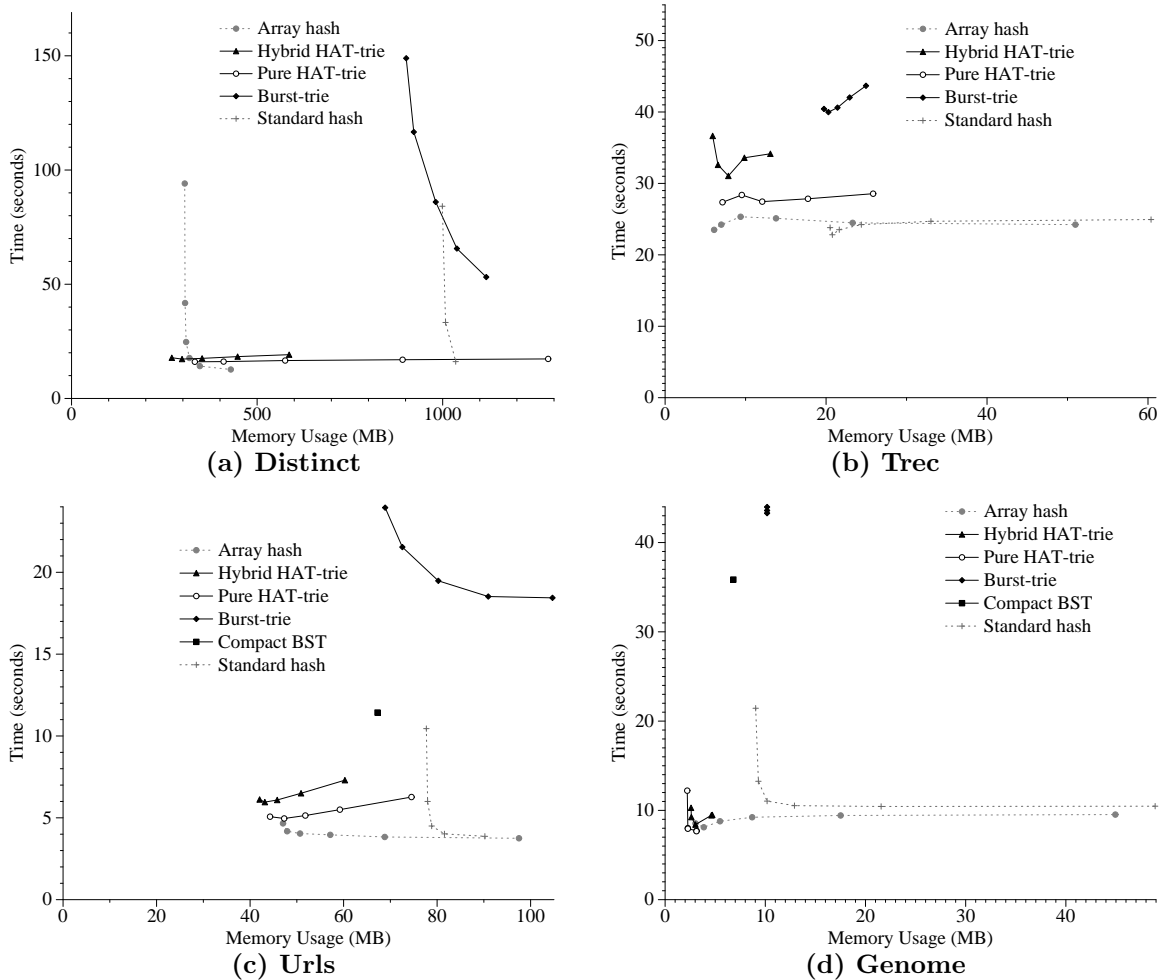 Array hash
Hybrid HAT-trie
Pure HAT-trie
Burst-trie
Standard hash
150
100
50
0
Time (seconds)
0 500 1000
Memory Usage (MB)
(a) Distinct
Array hash
Hybrid HAT-trie
Pure HAT-trie
Burst-trie
Standard hash
50
40
30
20
10
0
Time (seconds)
0 20 40 60
Memory Usage (MB)
(b) Trec
Array hash
Hybrid HAT-trie
Pure HAT-trie
Burst-trie
Compact BST
Standard hash
20
15
10
5
0
Time (seconds)
0 20 40 60 80 100
Memory Usage (MB)
(c) Urls
Array hash
Hybrid HAT-trie
Pure HAT-trie
Burst-trie
Compact BST
Standard hash
40
30
20
10
0
Time (seconds)
0 10 20 30 40
Memory Usage (MB)
(d) Genome